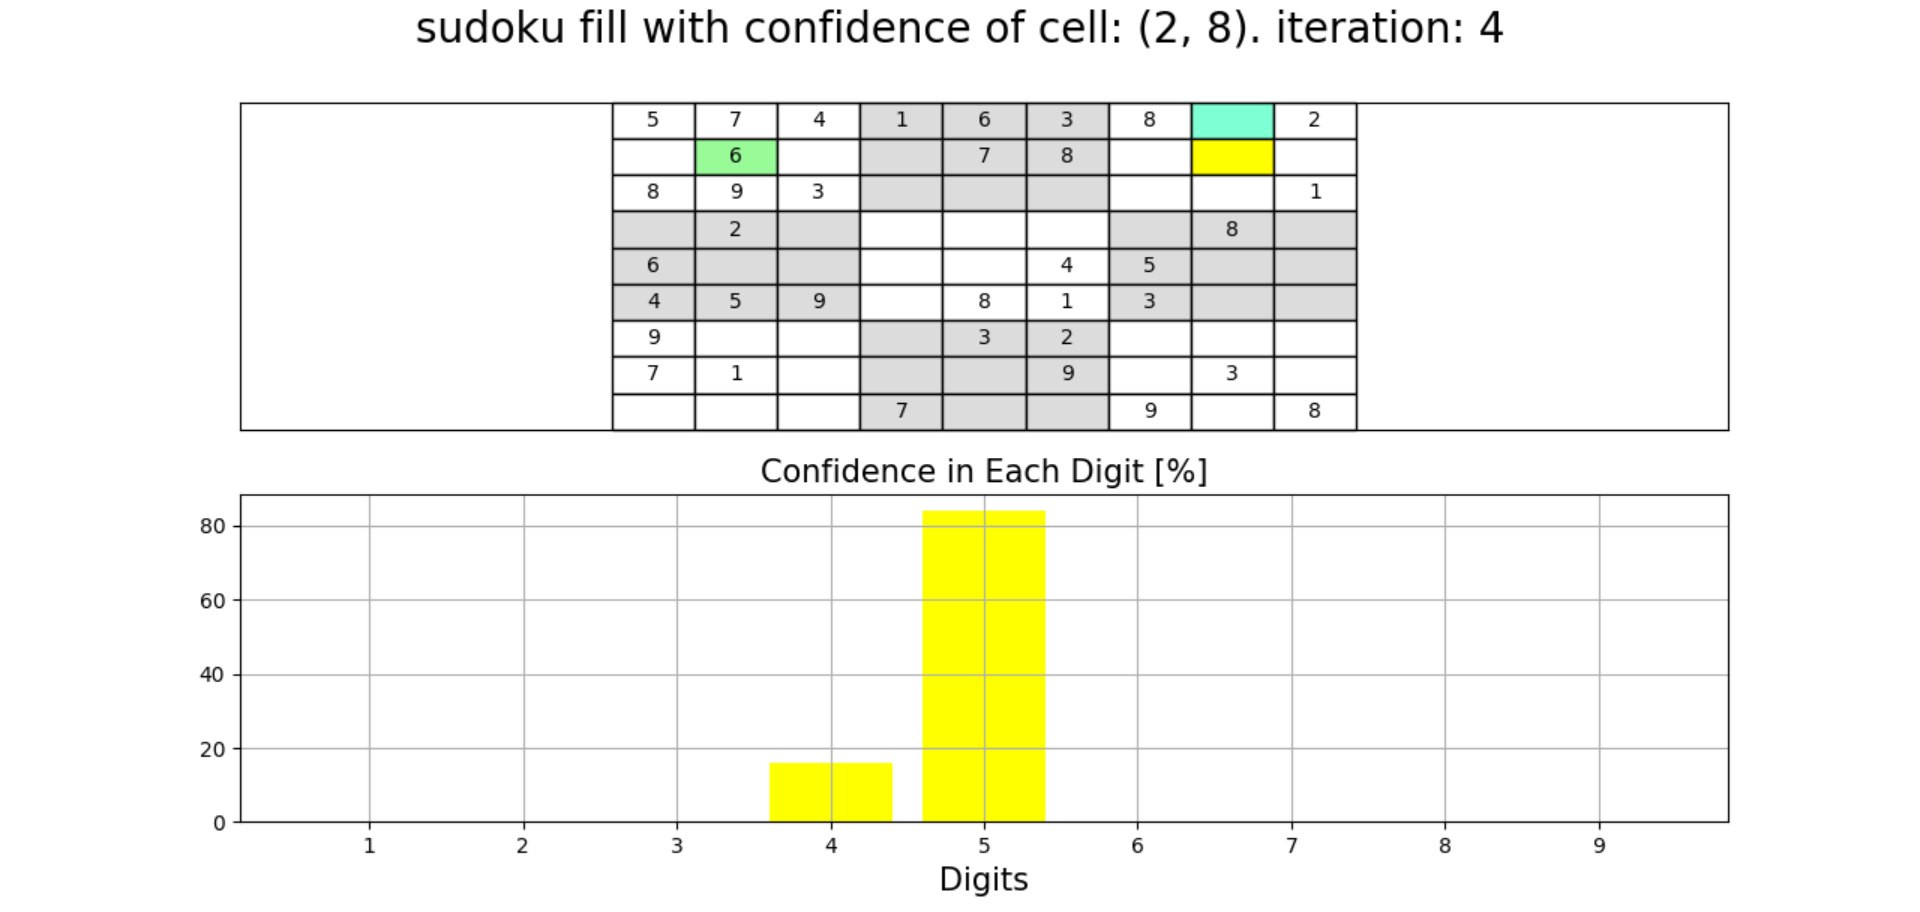 sudoku fill with confidence of cell: (2, 8). iteration: 4
5 7 4 1 6 3 8 2
6 7 8
8 9 3 1
2 8
6 4 5
4 5 9 8 1 3
9 3 2
7 1 9 3
7 9 8
Confidence in Each Digit [%]
80
60
40
20
0
1 2 3 4 5 6 7 8 9
Digits